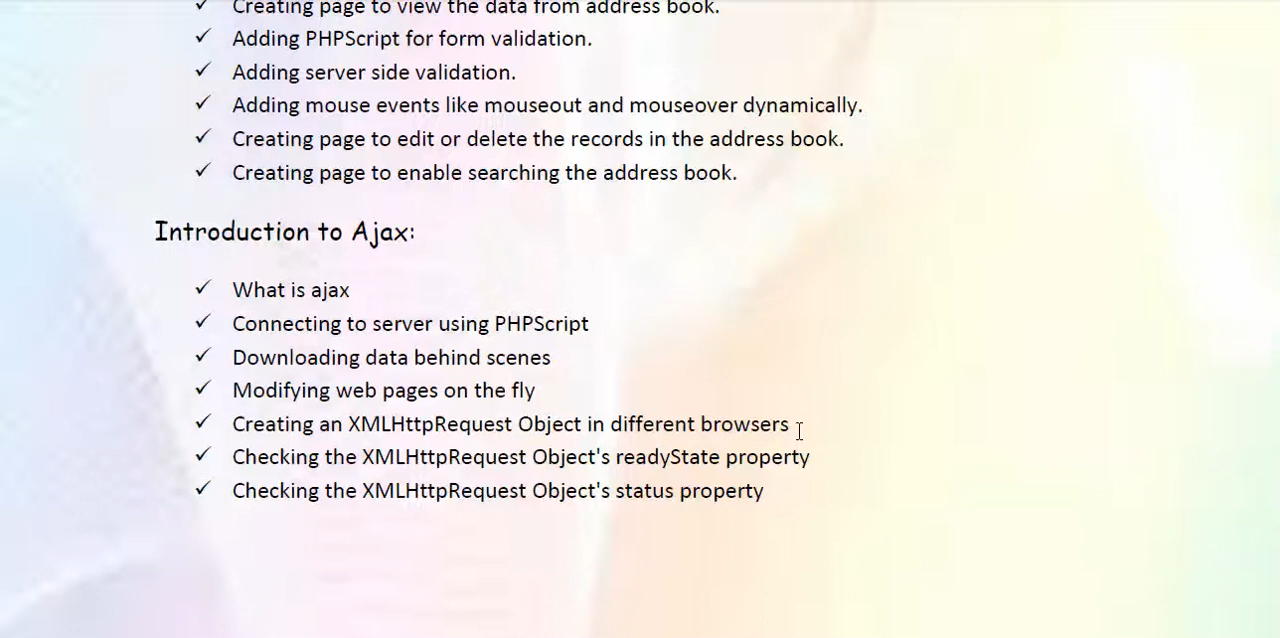 Creating page to view the data from address book.
Adding PHPScript for form validation.
Adding server side validation.
Adding mouse events like mouseout and mouseover dynamically.
Creating page to edit or delete the records in the address book.
Creating page to enable searching the address book.
Introduction to Ajax:
What is ajax
Connecting to server using PHPScript
Downloading data behind scenes
Modifying web pages on the fly
Creating an XMLHttpRequest Object in different browsers
Checking the XMLHttpRequest Object's readyState property
Checking the XMLHttpRequest Object's status property